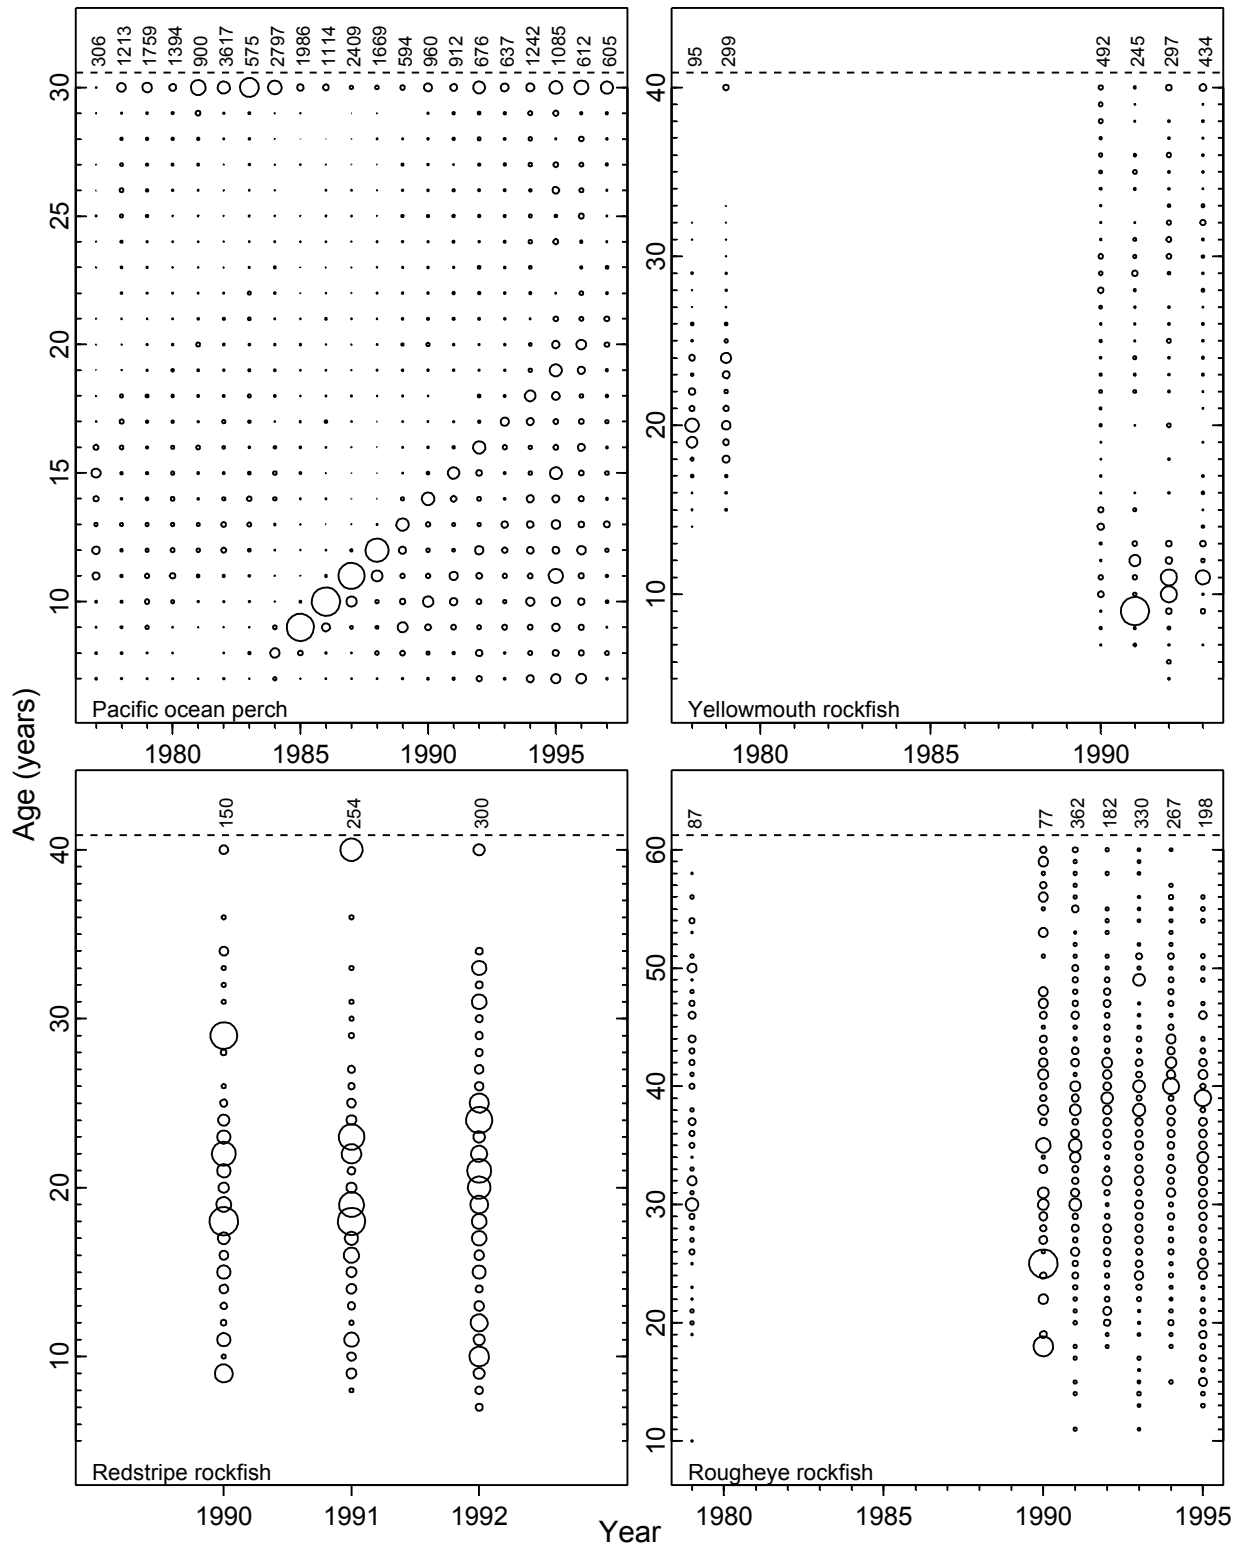 306 1213 1759 1394 900 3617 575 2797 1986 1114 2409 1669 594 960 912 676 637 1242 1085 612 605
30
25
20
15
10
Pacific ocean perch
1980 1985 1990 1995
95 299 492 245 297 434
40
30
20
10
Yellowmouth rockfish
1980 1985 1990
Age (years)
150 254 300
40
30
20
10
Redstripe rockfish
1990 1991 1992
87 77 362 182 330 267 198
60
50
40
30
20
10
Rougheye rockfish
1980 1985 1990 1995
Year